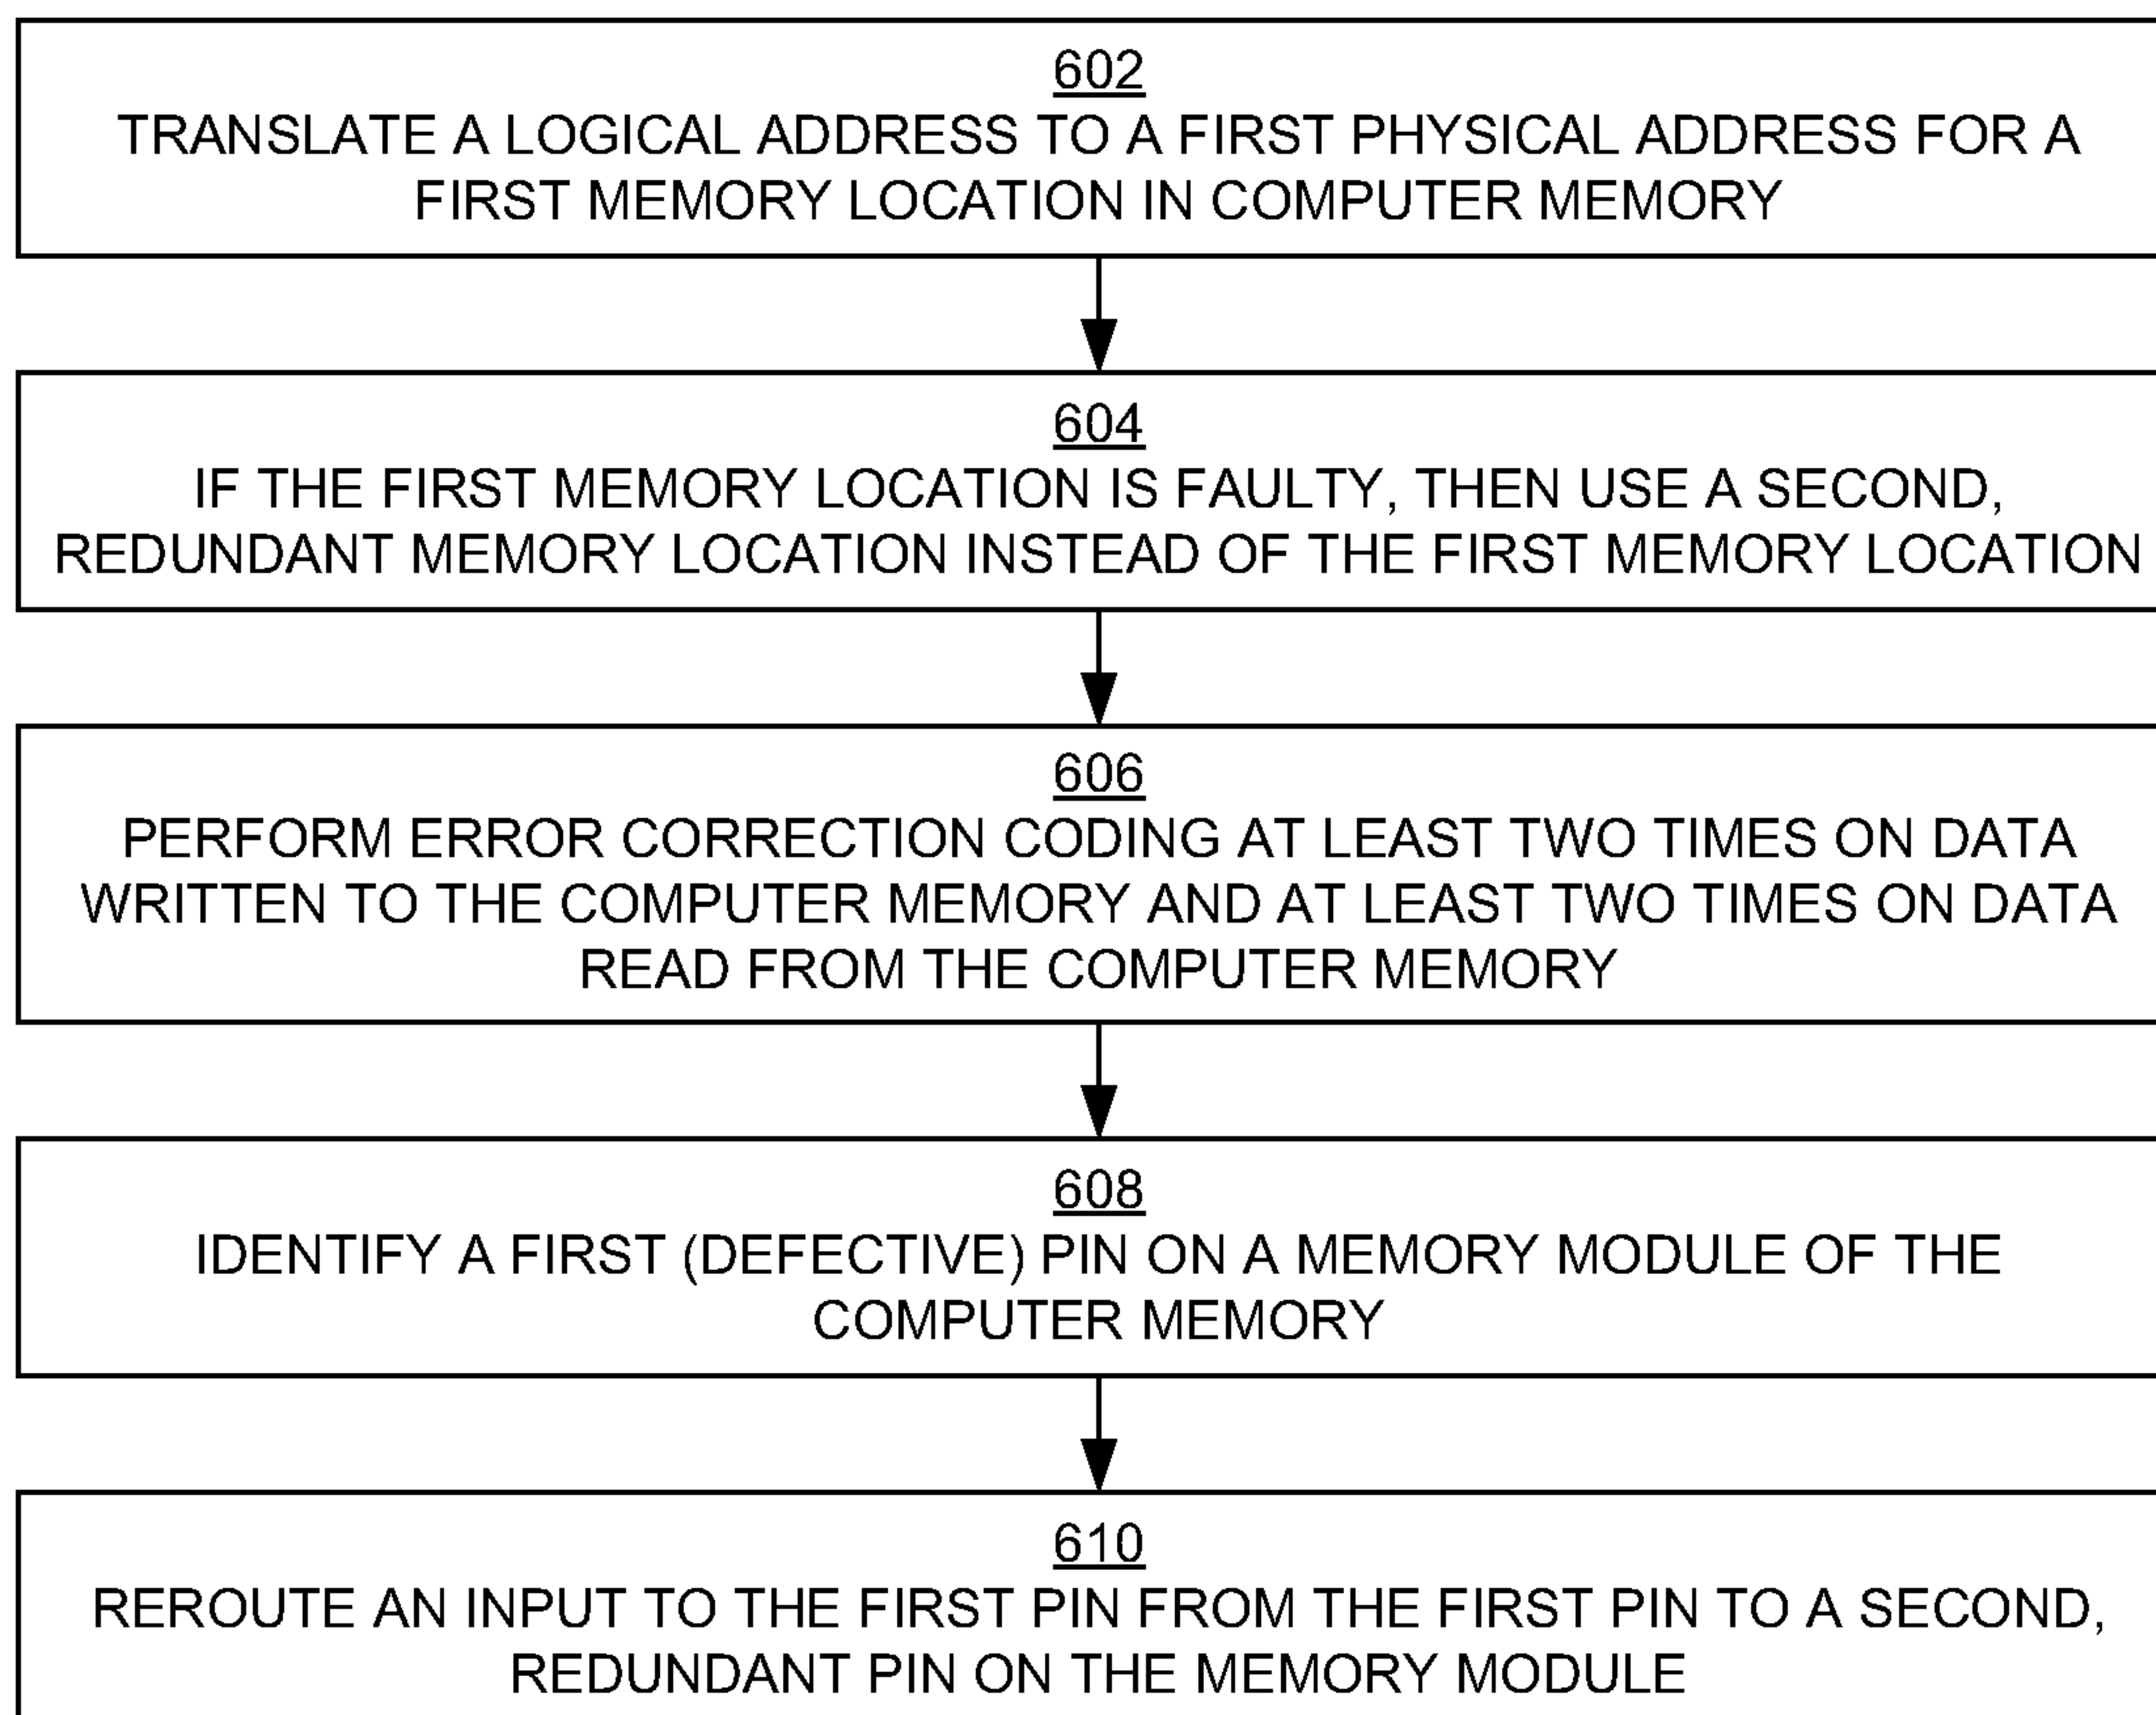 602
TRANSLATE A LOGICAL ADDRESS TO A FIRST PHYSICAL ADDRESS FOR A
FIRST MEMORY LOCATION IN COMPUTER MEMORY
604
IF THE FIRST MEMORY LOCATION IS FAULTY, THEN USE A SECOND,
REDUNDANT MEMORY LOCATION INSTEAD OF THE FIRST MEMORY LOCATION
606
PERFORM ERROR CORRECTION CODING AT LEAST TWO TIMES ON DATA
WRITTEN TO THE COMPUTER MEMORY AND AT LEAST TWO TIMES ON DATA
READ FROM THE COMPUTER MEMORY
608
IDENTIFY A FIRST (DEFECTIVE) PIN ON A MEMORY MODULE OF THE
COMPUTER MEMORY
610
REROUTE AN INPUT TO THE FIRST PIN FROM THE FIRST PIN TO A SECOND,
REDUNDANT PIN ON THE MEMORY MODULE